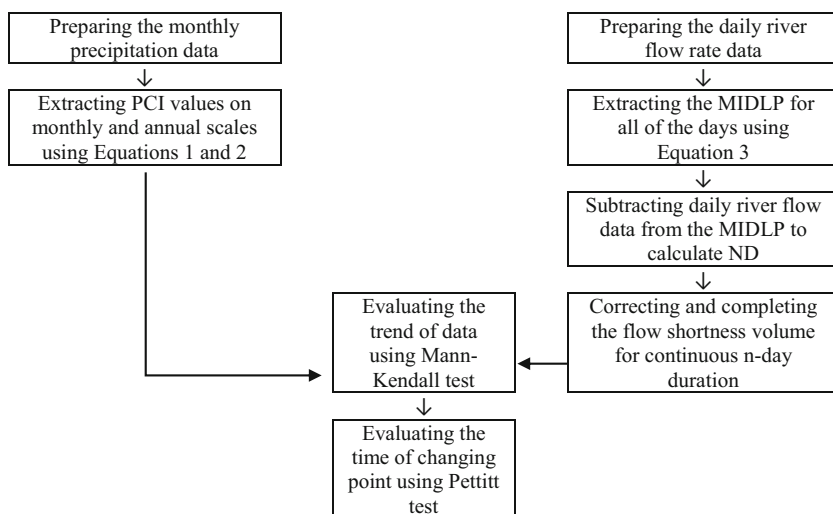 Preparing the monthly
precipitation data
Extracting PCI values on
monthly and annual scales
using Equations 1 and 2
Preparing the daily river
flow rate data
Extracting the MIDLP for
all of the days using
Equation 3
Subtracting daily river flow
data from the MIDLP to
calculate ND
Correcting and completing
the flow shortness volume
for continuous n-day
duration
Evaluating the
trend of data
using Mann-
Kendall test
Evaluating the
time of changing
point using Pettitt
test